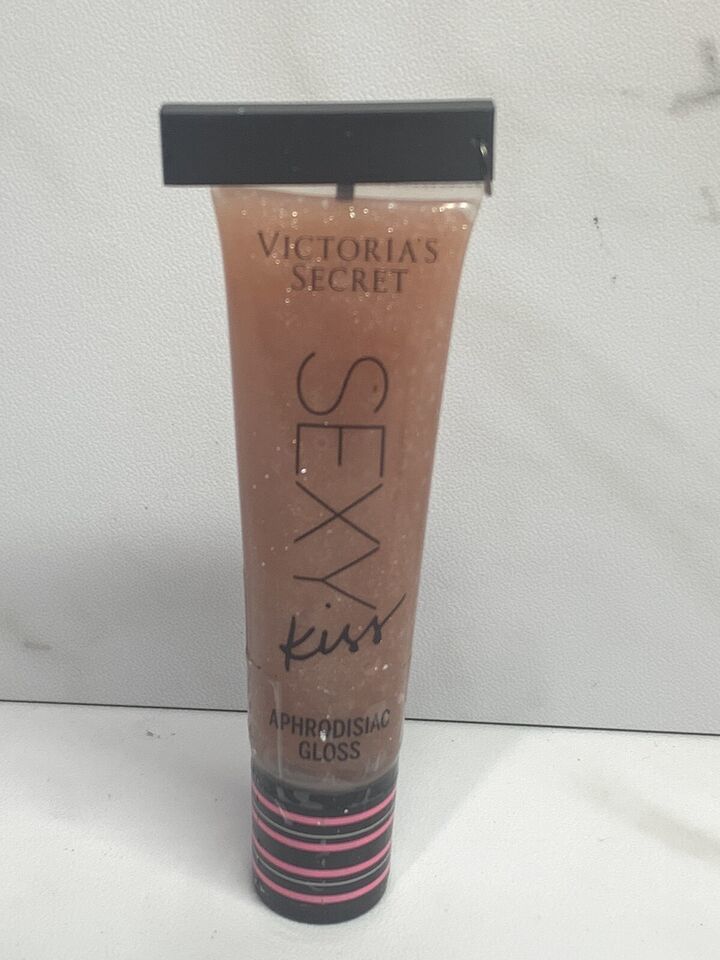 VICTORIA'S
SECRET
SEXY
kiss
APHRODISIAC
GLOSS